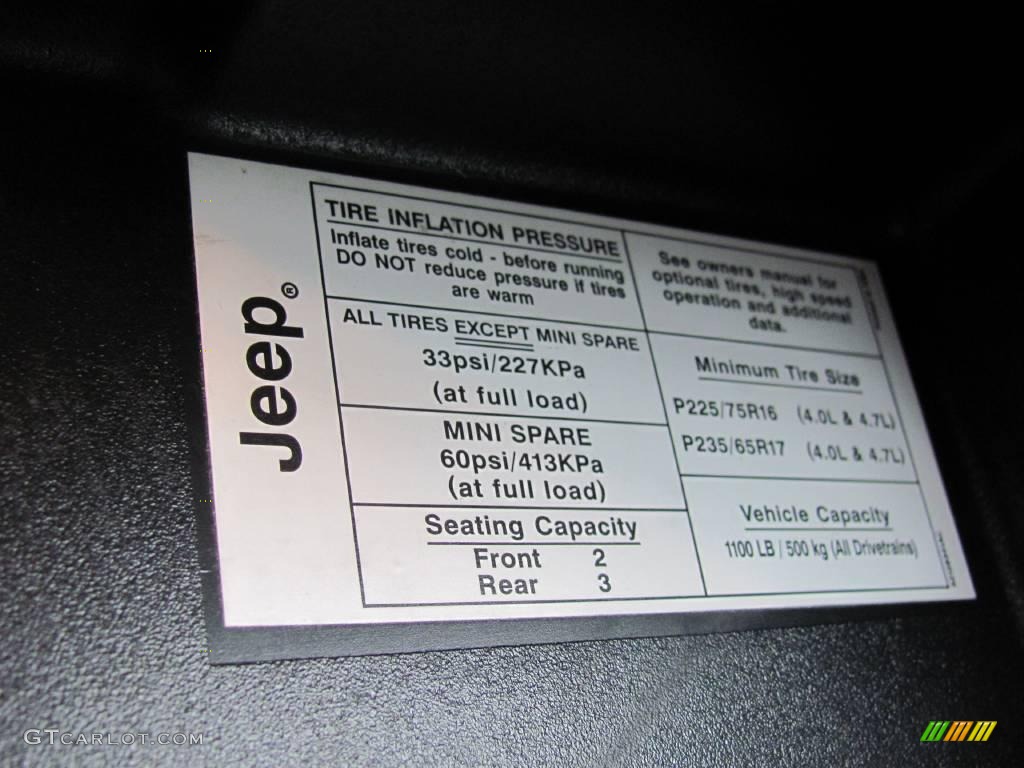 Jeep®
TIRE INFLATION PRESSURE
Inflate tires cold - before running
DO NOT reduce pressure if tires
are warm
See owners manual for
optional tires, high speed
operation and additional
data.
ALL TIRES EXCEPT MINI SPARE
33psi/227KPa
(at full load)
MINI SPARE
60psi/413KPa
(at full load)
Seating Capacity
Front 2
Rear 3
Minimum Tire Size
P225/75R16 (4.0L & 4.7L)
P235/65R17 (4.0L & 4.7L)
Vehicle Capacity
1100 LB / 500 kg (All Drivetrains)
GTCARLOT.COM